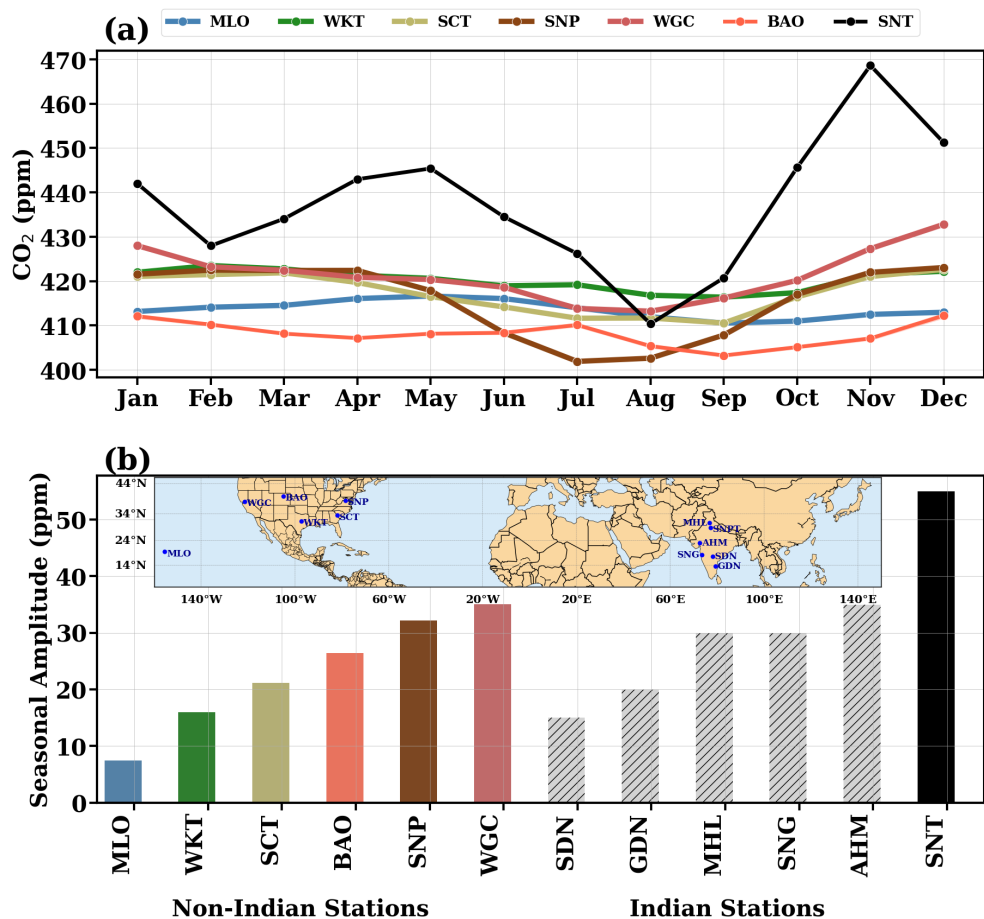 (a)
MLO WKT SCT SNP WGC BAO SNT
470
460
450
440
430
420
410
400
CO₂ (ppm)
Jan Feb Mar Apr May Jun Jul Aug Sep Oct Nov Dec
(b)
Seasonal Amplitude (ppm)
50
40
30
20
10
0
44°N
34°N
24°N
14°N
WGC BAO SNP
WKT SCT
MLO
MHL SNPT
AHM
SNG SDN
GDN
140°W 100°W 60°W 20°W 20°E 60°E 100°E 140°E
MLO WKT SCT BAO SNP WGC SDN GDN MHL SNG AHM SNT
Non-Indian Stations Indian Stations